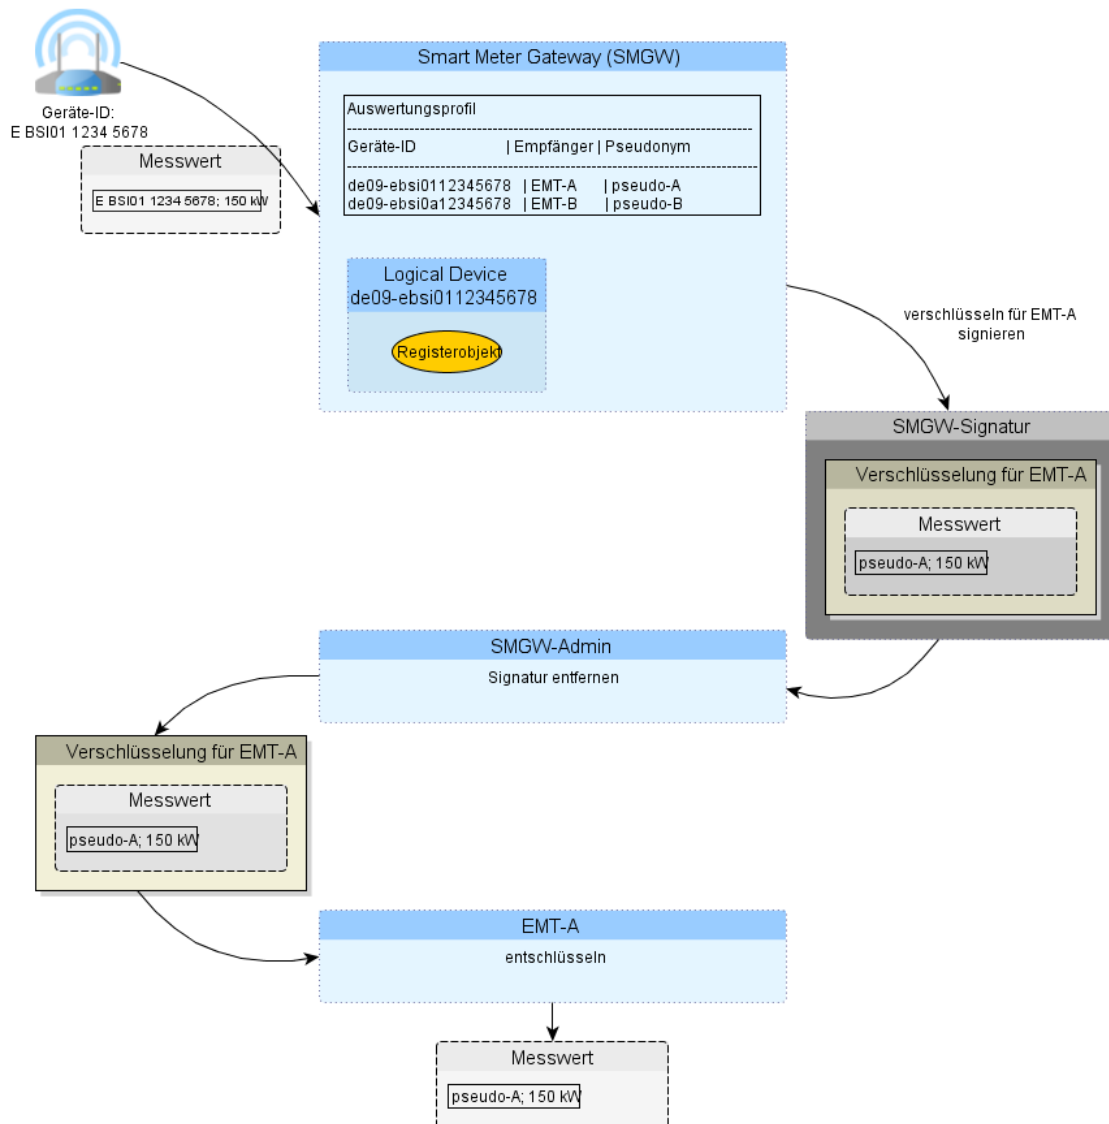 Geräte-ID:
E BSI01 1234 5678
Messwert
E BSI01 1234 5678; 150 kW
Smart Meter Gateway (SMGW)
Auswertungsprofil
--------------------------------------------------------------------------------
Geräte-ID | Empfänger | Pseudonym
--------------------------------------------------------------------------------
de09-ebsi0112345678 | EMT-A | pseudo-A
de09-ebsi0a12345678 | EMT-B | pseudo-B
Logical Device
de09-ebsi0112345678
Registerobjekt
verschlüsseln für EMT-A
signieren
SMGW-Signatur
Verschlüsselung für EMT-A
Messwert
pseudo-A; 150 kW
SMGW-Admin
Signatur entfernen
Verschlüsselung für EMT-A
Messwert
pseudo-A; 150 kW
EMT-A
entschlüsseln
Messwert
pseudo-A; 150 kW